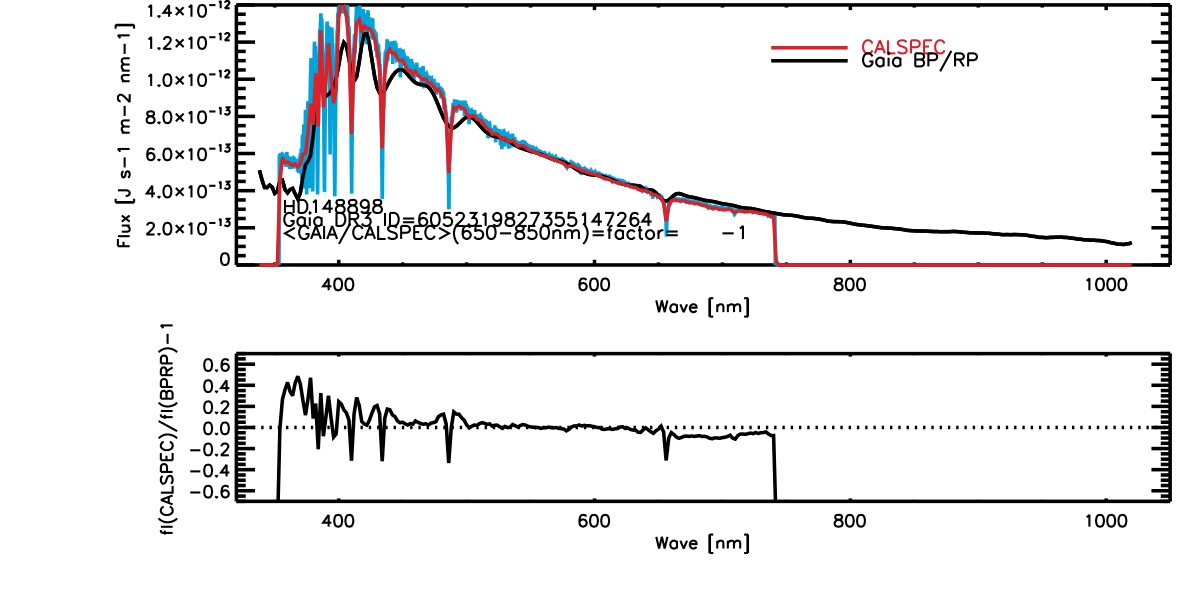 1.4×10−12
1.2×10−12
1.0×10−12
8.0×10−13
6.0×10−13
4.0×10−13
2.0×10−13
0
Flux [J s−1 m−2 nm−1]
CALSPEC
Gaia BP/RP
HD148898
Gaia DR3 ID=6052319827355147264
<GAIA/CALSPEC>(650−850nm)=factor= −1
400 600 800 1000
Wave [nm]
0.6
0.4
0.2
0.0
−0.2
−0.4
−0.6
fl(CALSPEC)/fl(BPRP)−1
400 600 800 1000
Wave [nm]